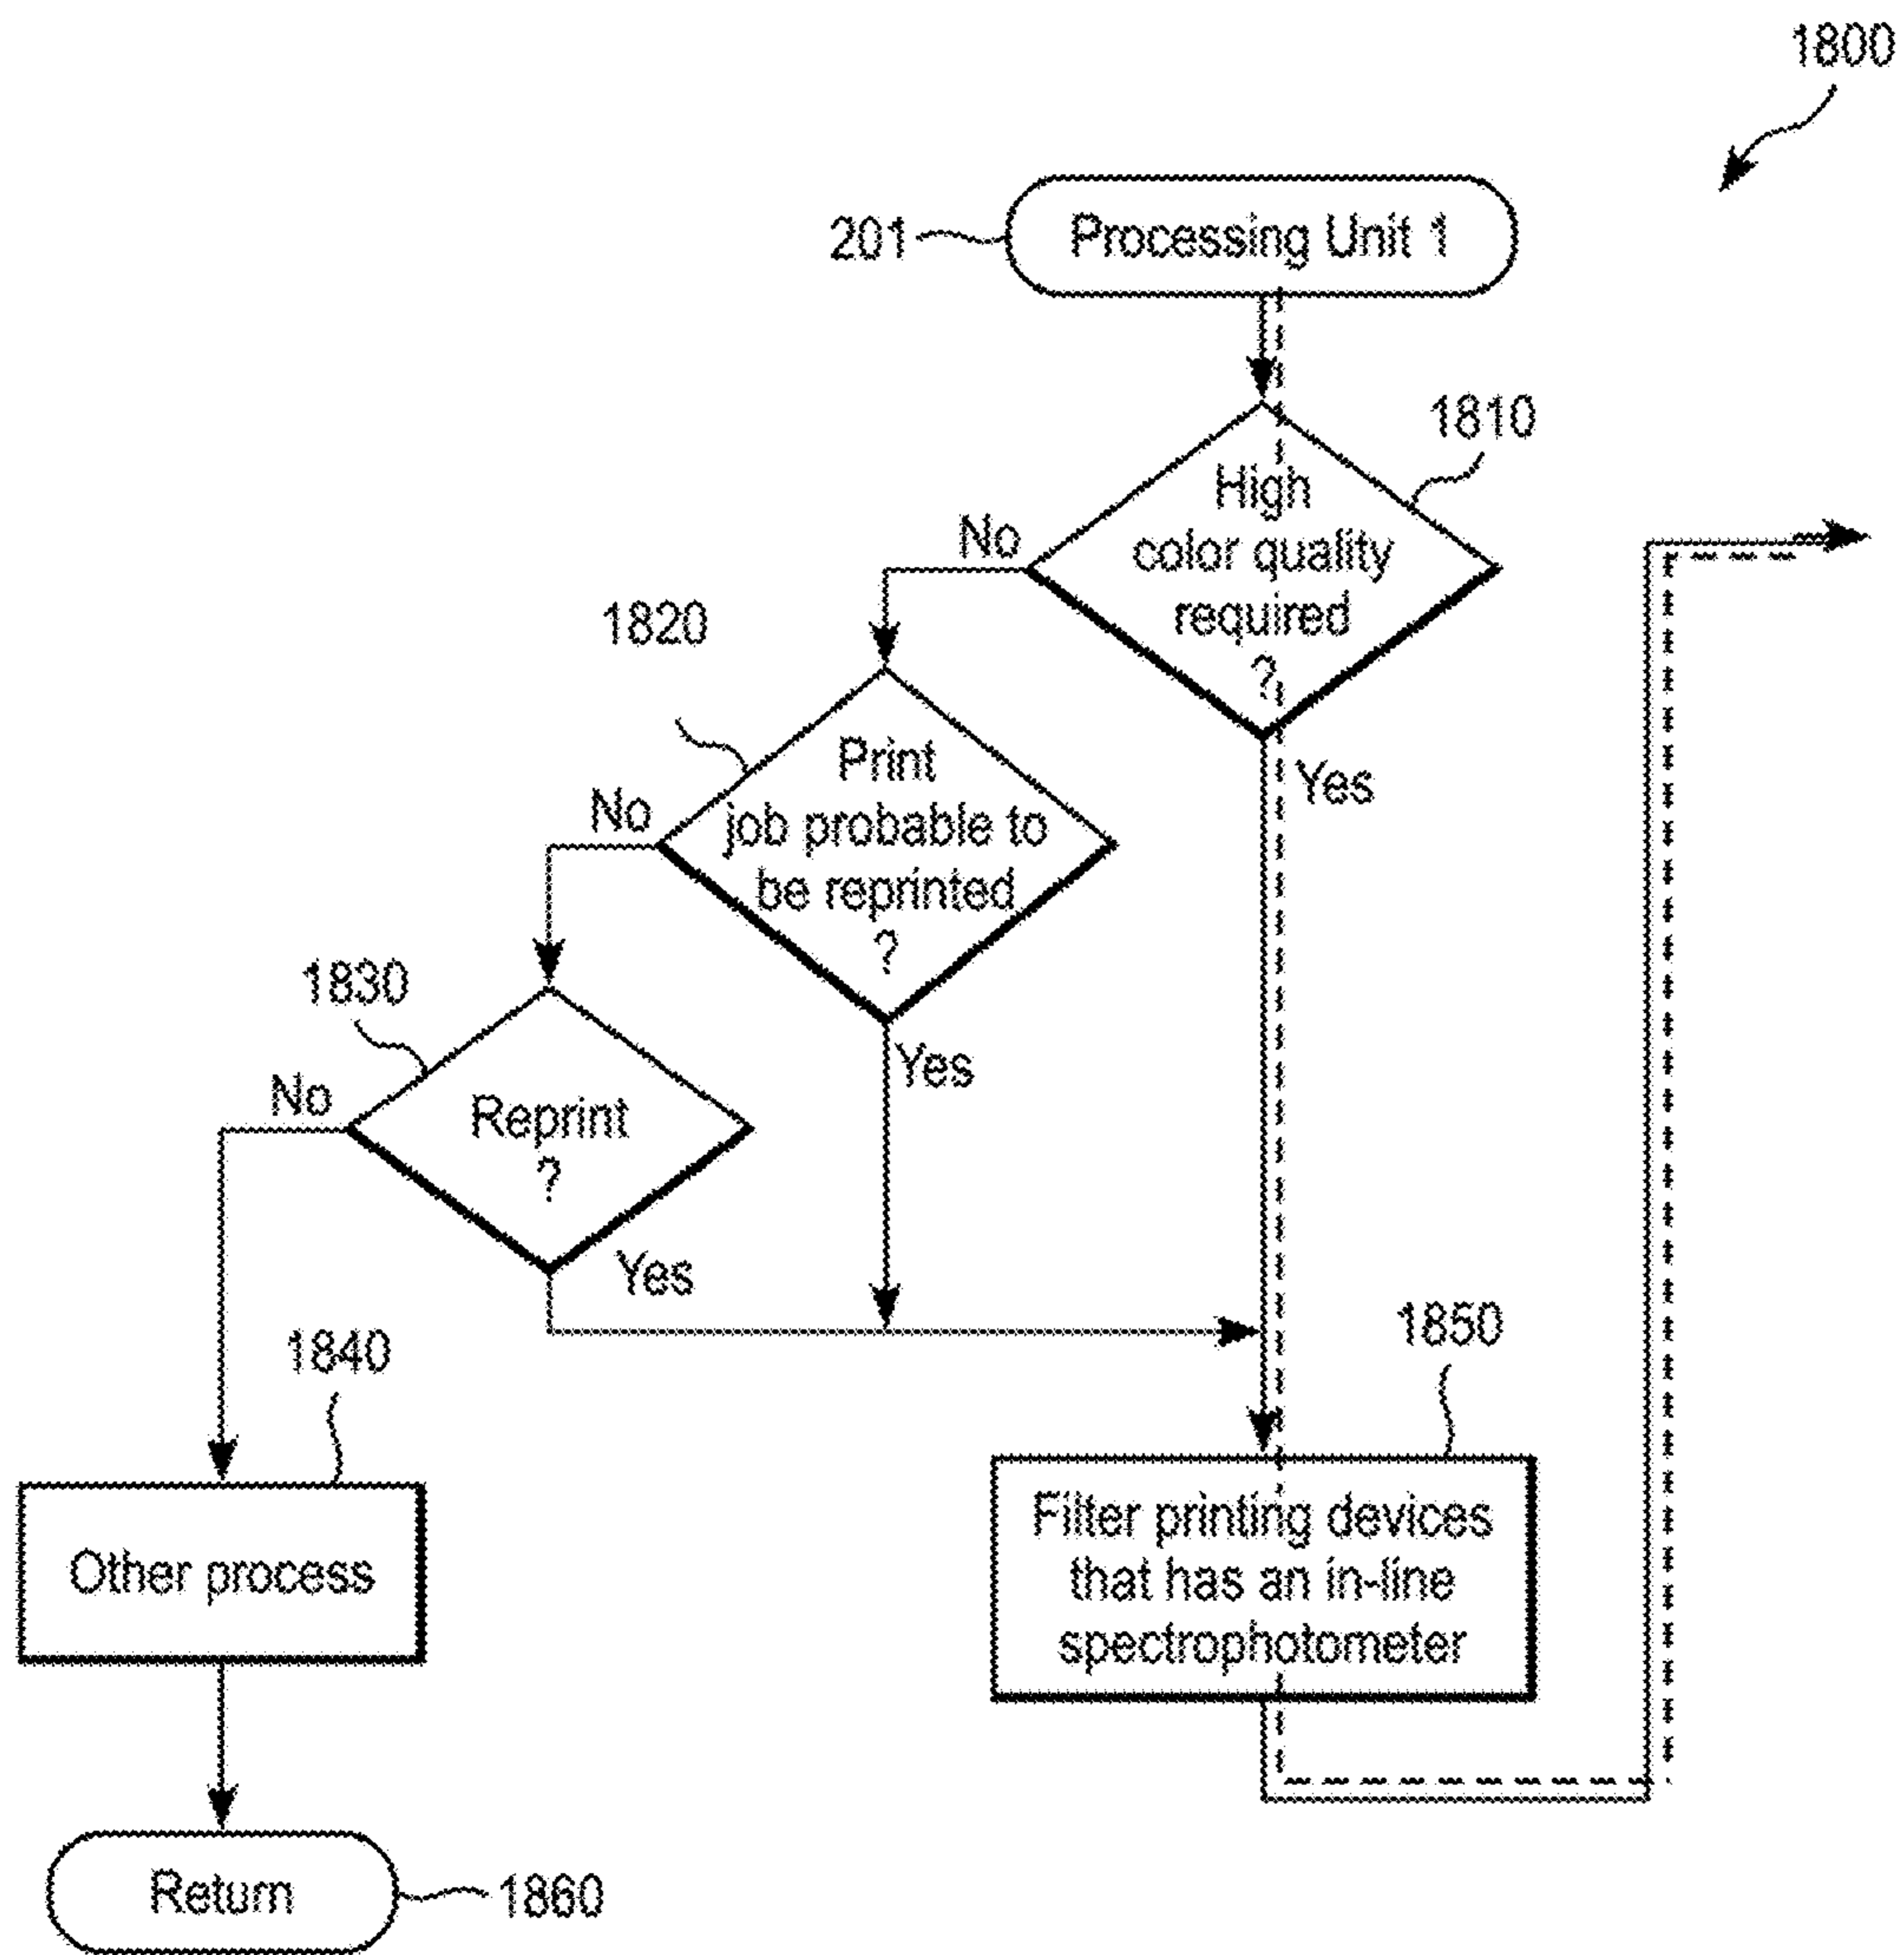 1800
201
Processing Unit 1
1810
High
color quality
required
?
No
Yes
1820
Print
job probable to
be reprinted
?
No
Yes
1830
Reprint
?
No
Yes
1840
Other process
1850
Filter printing devices
that has an in-line
spectrophotometer
Return
1860